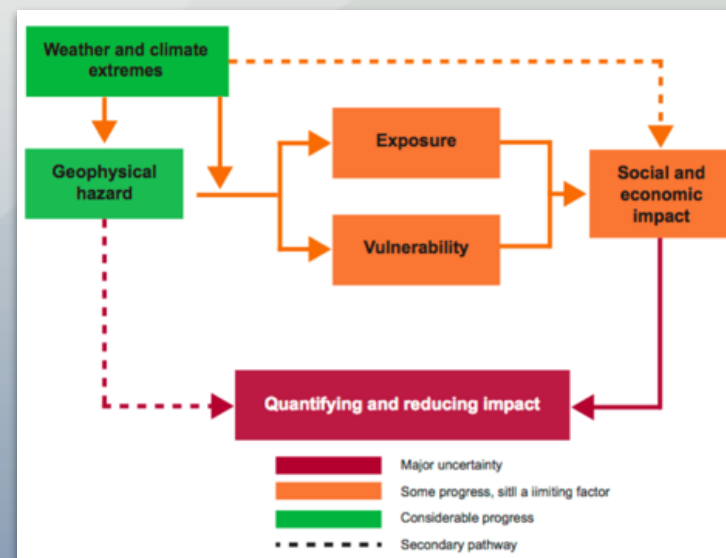 Weather and climate
extremes
Exposure
Geophysical
hazard
Social and
economic
impact
Vulnerability
Quantifying and reducing impact
Major uncertainty
Some progress, sitll a iimiting factor
Considerable progress
Secondary pathway